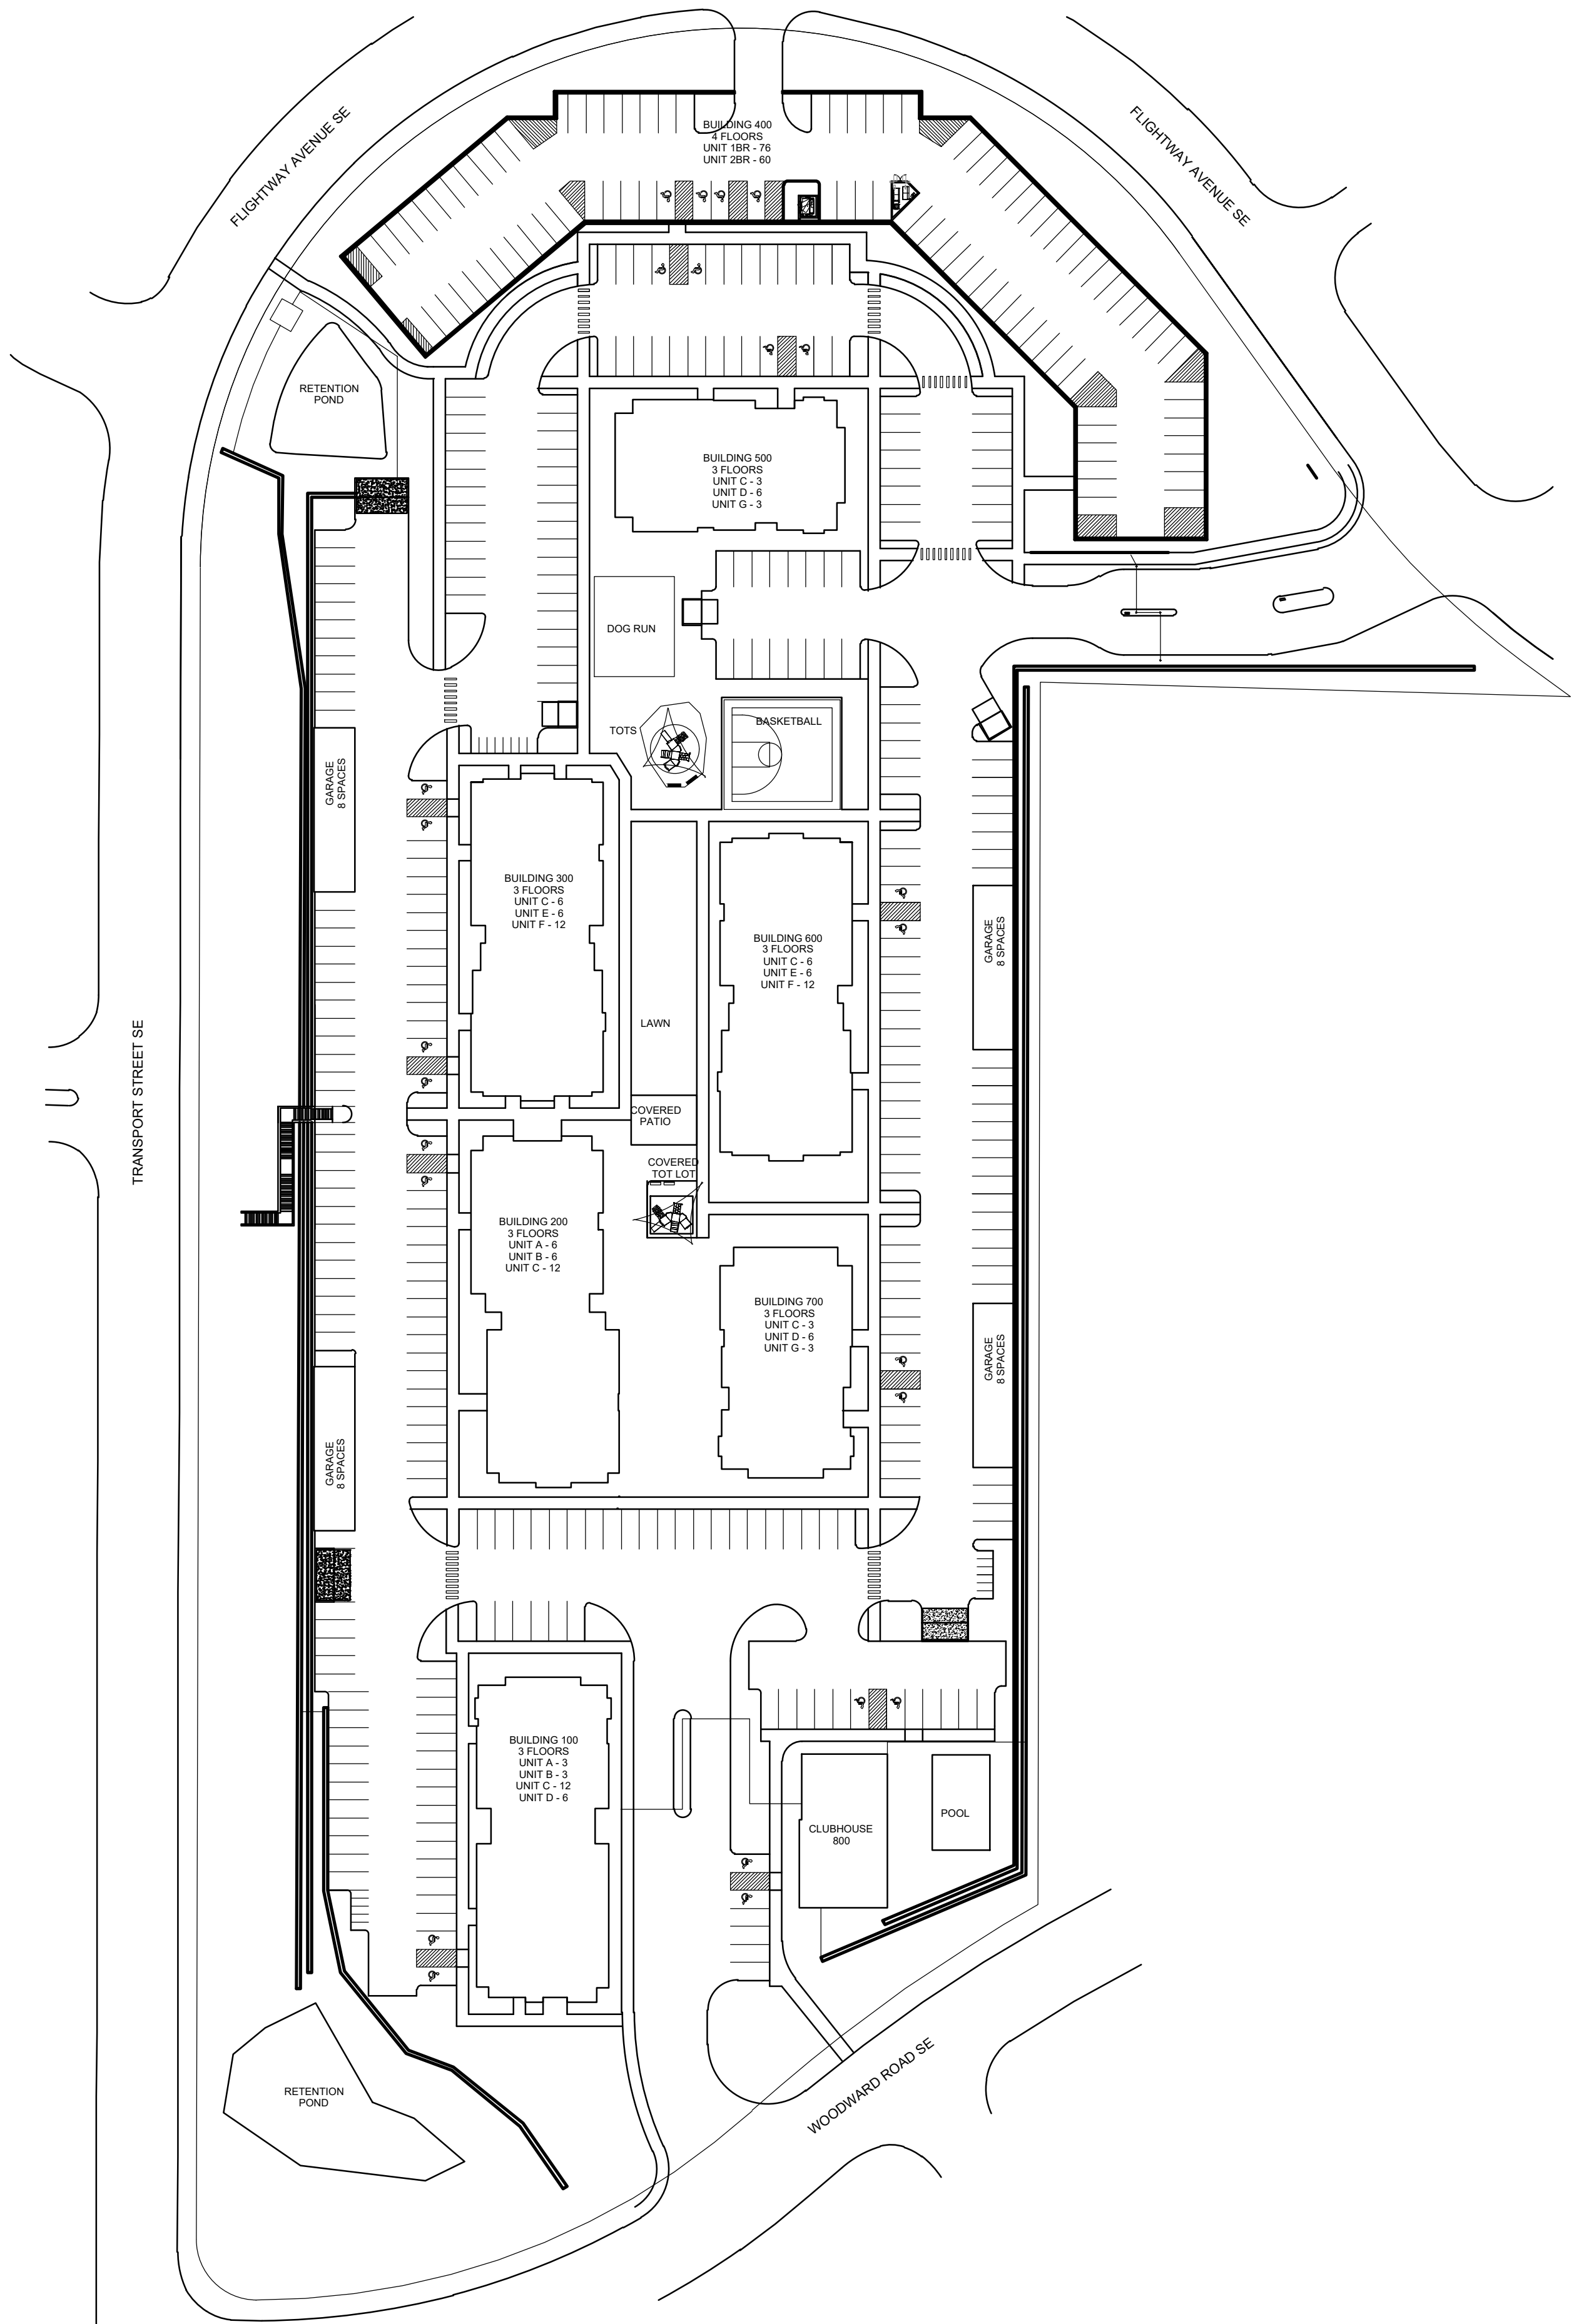 FLIGHTWAY AVENUE SE
FLIGHTWAY AVENUE SE
BUILDING 400
4 FLOORS
UNIT 1BR - 76
UNIT 2BR - 60
RETENTION
POND
BUILDING 500
3 FLOORS
UNIT C - 3
UNIT D - 6
UNIT G - 3
DOG RUN
TOTS
BASKETBALL
GARAGE
8 SPACES
BUILDING 300
3 FLOORS
UNIT C - 6
UNIT E - 6
UNIT F - 12
BUILDING 600
3 FLOORS
UNIT C - 6
UNIT E - 6
UNIT F - 12
GARAGE
8 SPACES
LAWN
TRANSPORT STREET SE
COVERED
PATIO
COVERED
TOT LOT
BUILDING 200
3 FLOORS
UNIT A - 6
UNIT B - 6
UNIT C - 12
BUILDING 700
3 FLOORS
UNIT C - 3
UNIT D - 6
UNIT G - 3
GARAGE
8 SPACES
GARAGE
8 SPACES
BUILDING 100
3 FLOORS
UNIT A - 3
UNIT B - 3
UNIT C - 12
UNIT D - 6
CLUBHOUSE
800
POOL
WOODWARD ROAD SE
RETENTION
POND